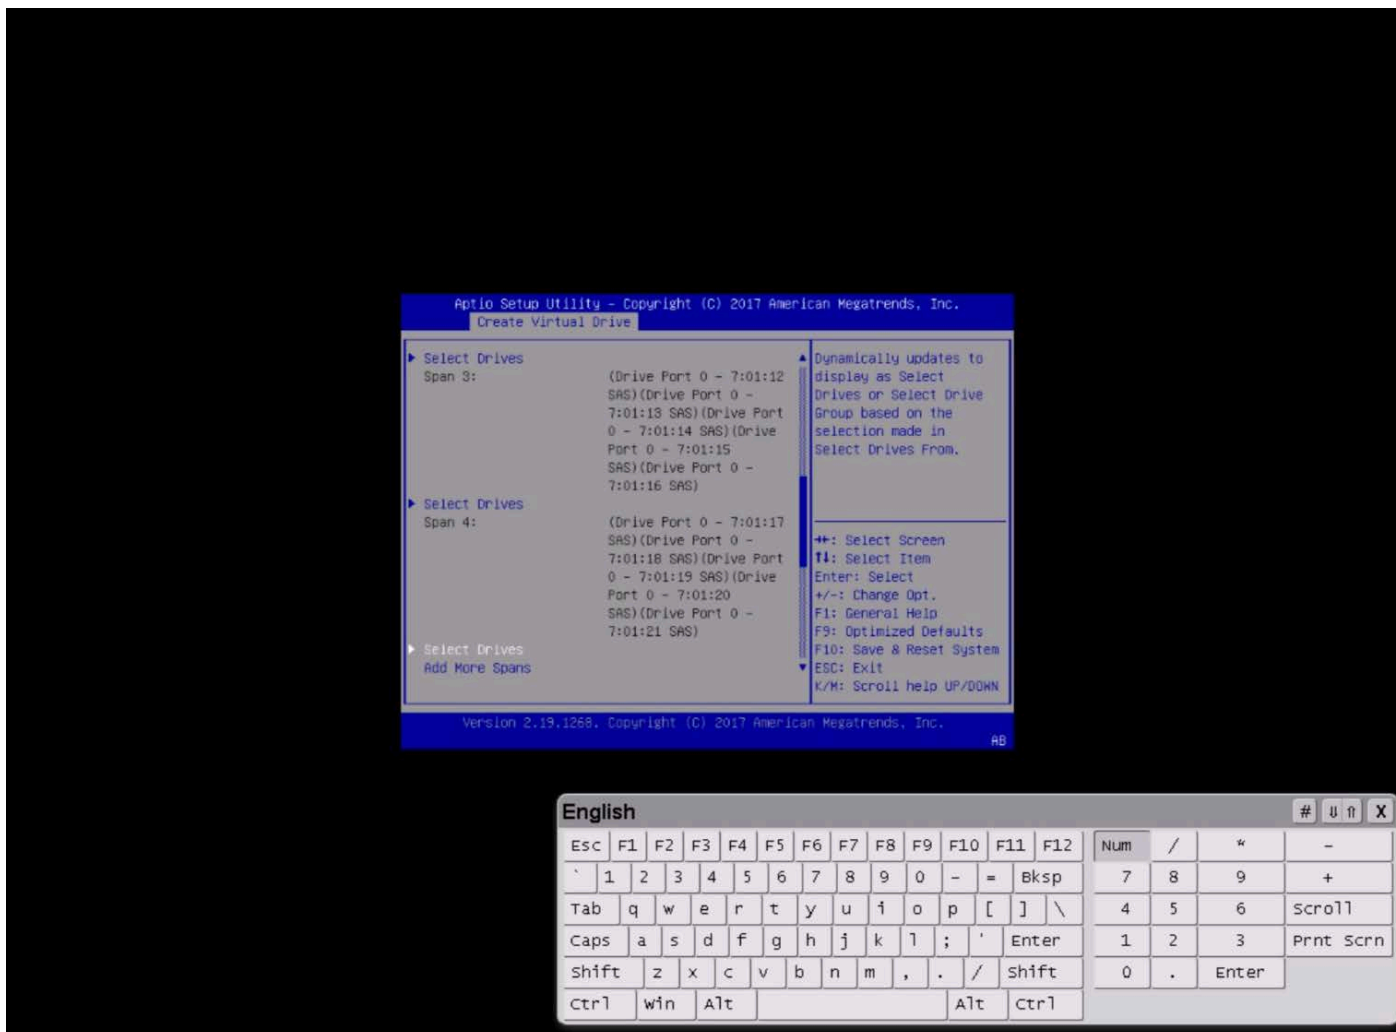 Aptio Setup Utility – Copyright (C) 2017 American Megatrends, Inc.
Create Virtual Drive
Select Drives
Span 3:
(Drive Port 0 – 7:01:12
SAS)(Drive Port 0 –
7:01:13 SAS)(Drive Port
0 – 7:01:14 SAS)(Drive
Port 0 – 7:01:15
SAS)(Drive Port 0 –
7:01:16 SAS)
Select Drives
Span 4:
(Drive Port 0 – 7:01:17
SAS)(Drive Port 0 –
7:01:18 SAS)(Drive Port
0 – 7:01:19 SAS)(Drive
Port 0 – 7:01:20
SAS)(Drive Port 0 –
7:01:21 SAS)
Select Drives
Add More Spans
Dynamically updates to
display as Select
Drives or Select Drive
Group based on the
selection made in
Select Drives From.
→←: Select Screen
↑↓: Select Item
Enter: Select
+/-: Change Opt.
F1: General Help
F9: Optimized Defaults
F10: Save & Reset System
ESC: Exit
K/M: Scroll help UP/DOWN
Version 2.19.1268. Copyright (C) 2017 American Megatrends, Inc.
AB
English # ⇓ ⇑ X
Esc F1 F2 F3 F4 F5 F6 F7 F8 F9 F10 F11 F12 Num / * -
` 1 2 3 4 5 6 7 8 9 0 - = Bksp 7 8 9 +
Tab q w e r t y u i o p [ ] \ 4 5 6 Scroll
Caps a s d f g h j k l ; ' Enter 1 2 3 Prnt Scrn
Shift z x c v b n m , . / Shift 0 . Enter
Ctrl Win Alt Alt Ctrl